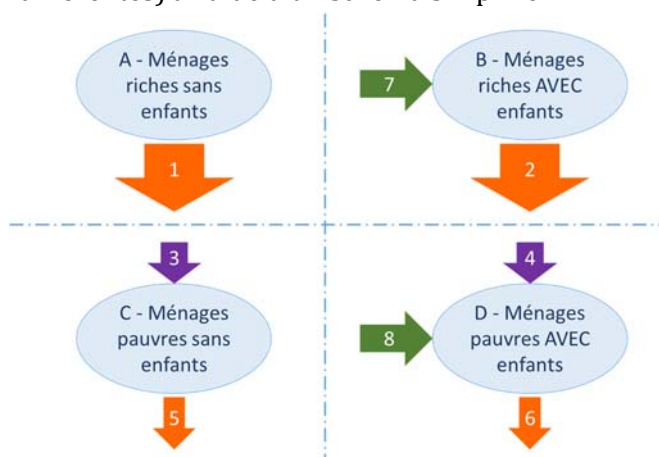 A - Ménages
riches sans
enfants
7
B - Ménages
riches AVEC
enfants
1
2
3
4
C - Ménages
pauvres sans
enfants
8
D - Ménages
pauvres AVEC
enfants
5
6